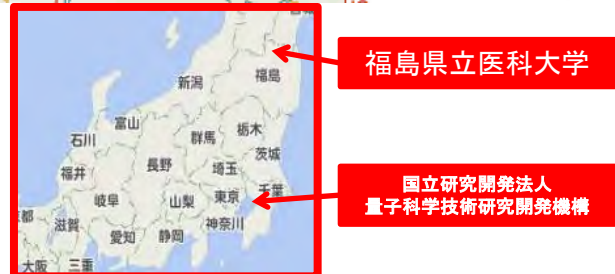 福島県立医科大学
国立研究開発法人
量子科学技術研究開発機構
新潟
福島
富山
石川
群馬
栃木
茨城
福井
長野
埼玉
岐阜
山梨
東京
千葉
都
滋賀
愛知
静岡
神奈川
大阪
三重